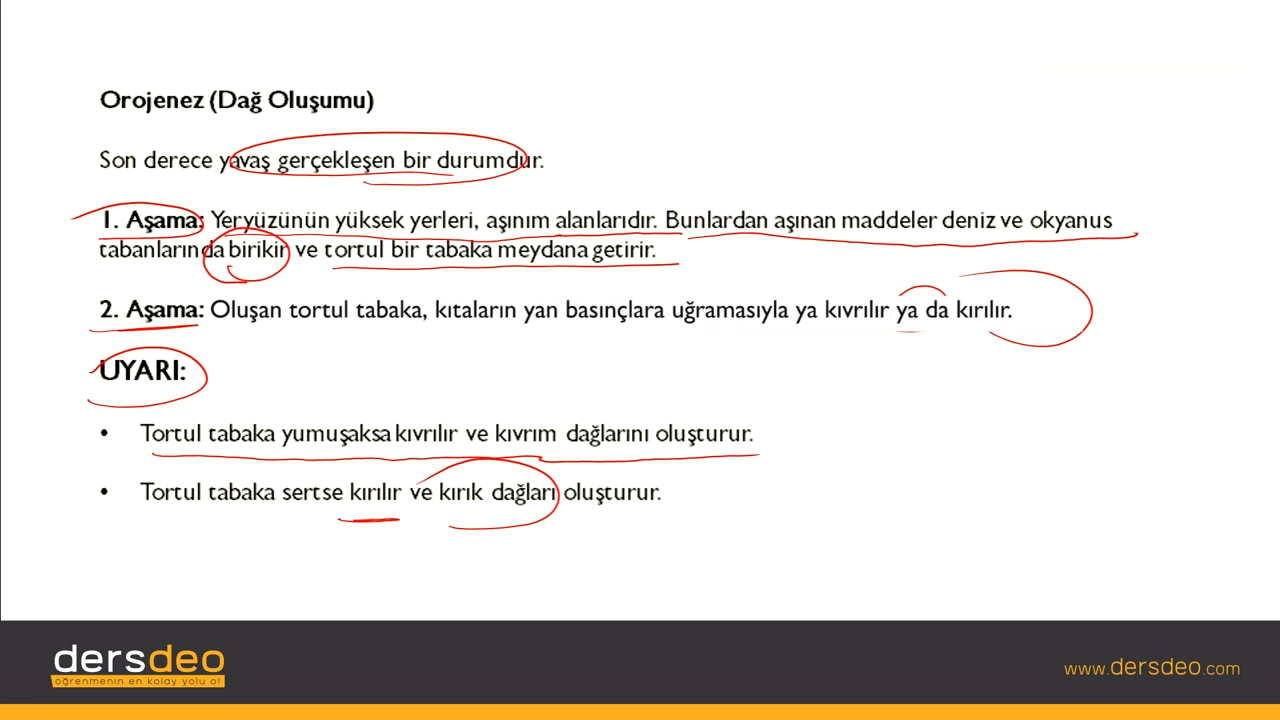 Orojenez (Dağ Oluşumu)
Son derece yavaş gerçekleşen bir durumdur.
1. Aşama: Yeryüzünün yüksek yerleri, aşınım alanlarıdır. Bunlardan aşınan maddeler deniz ve okyanus
tabanlarında birikir ve tortul bir tabaka meydana getirir.
2. Aşama: Oluşan tortul tabaka, kıtaların yan basınçlara uğramasıyla ya kıvrılır ya da kırılır.
UYARI:
• Tortul tabaka yumuşaksa kıvrılır ve kıvrım dağlarını oluşturur.
• Tortul tabaka sertse kırılır ve kırık dağları oluşturur.
dersdeo
öğrenmenin en kolay yolu ol
www.dersdeo.com